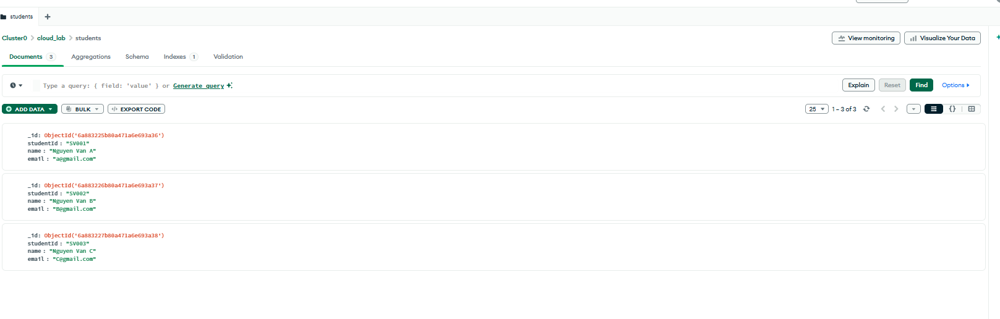 students
Cluster0 > cloud_lab > students
View monitoring
Visualize Your Data
Documents 3 Aggregations Schema Indexes 1 Validation
Type a query: { field: 'value' } or Generate query
Explain Reset Find Options
ADD DATA BULK EXPORT CODE
25 1 – 3 of 3 {}
_id: ObjectId('6a883225b80a471a6e693a36')
studentId : "SV001"
name : "Nguyen Van A"
email : "a@gmail.com"
_id: ObjectId('6a883226b80a471a6e693a37')
studentId : "SV002"
name : "Nguyen Van B"
email : "B@gmail.com"
_id: ObjectId('6a883227b80a471a6e693a38')
studentId : "SV003"
name : "Nguyen Van C"
email : "C@gmail.com"